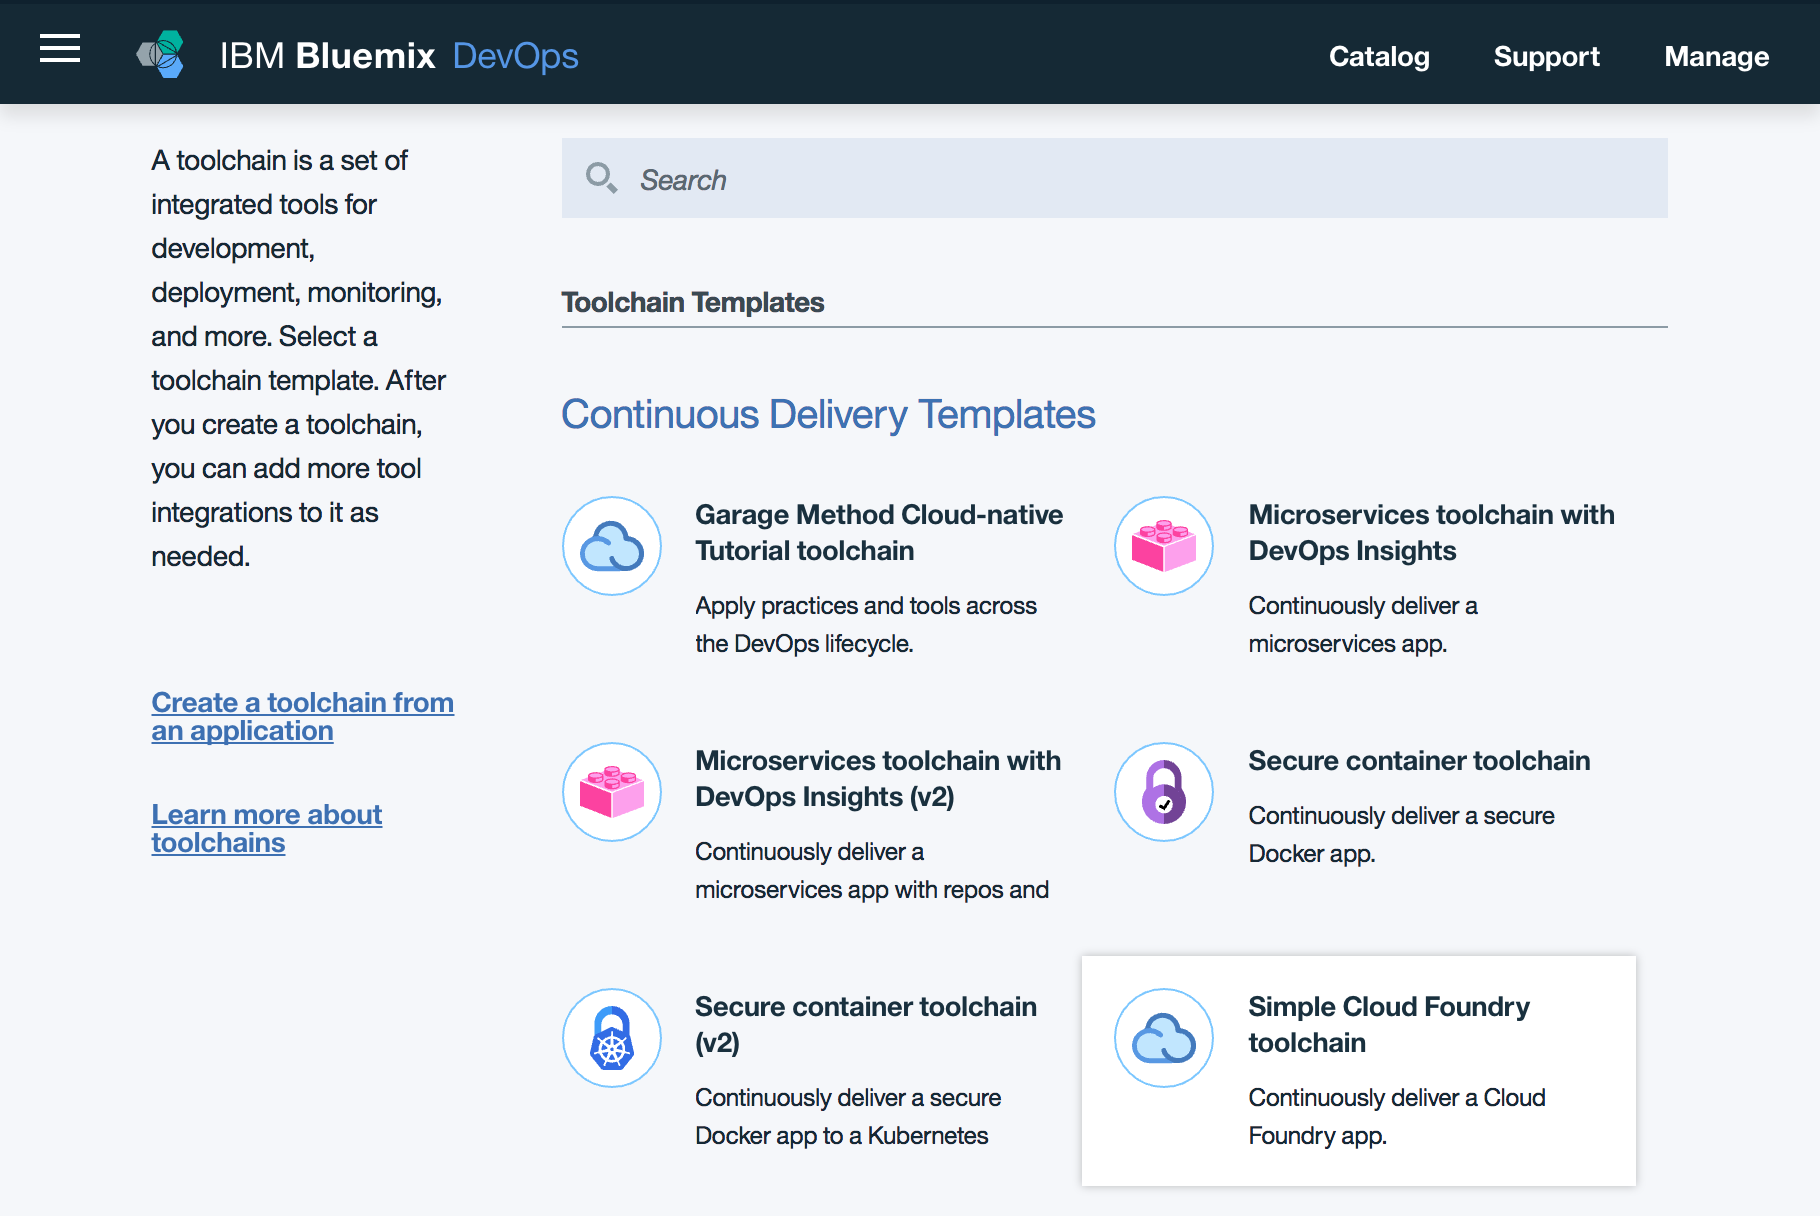 IBM Bluemix DevOps
Catalog
Support
Manage
A toolchain is a set of
integrated tools for
development,
deployment, monitoring,
and more. Select a
toolchain template. After
you create a toolchain,
you can add more tool
integrations to it as
needed.
Create a toolchain from
an application
Learn more about
toolchains
Search
Toolchain Templates
Continuous Delivery Templates
Garage Method Cloud-native
Tutorial toolchain
Apply practices and tools across
the DevOps lifecycle.
Microservices toolchain with
DevOps Insights
Continuously deliver a
microservices app.
Microservices toolchain with
DevOps Insights (v2)
Continuously deliver a
microservices app with repos and
Secure container toolchain
Continuously deliver a secure
Docker app.
Secure container toolchain
(v2)
Continuously deliver a secure
Docker app to a Kubernetes
Simple Cloud Foundry
toolchain
Continuously deliver a Cloud
Foundry app.